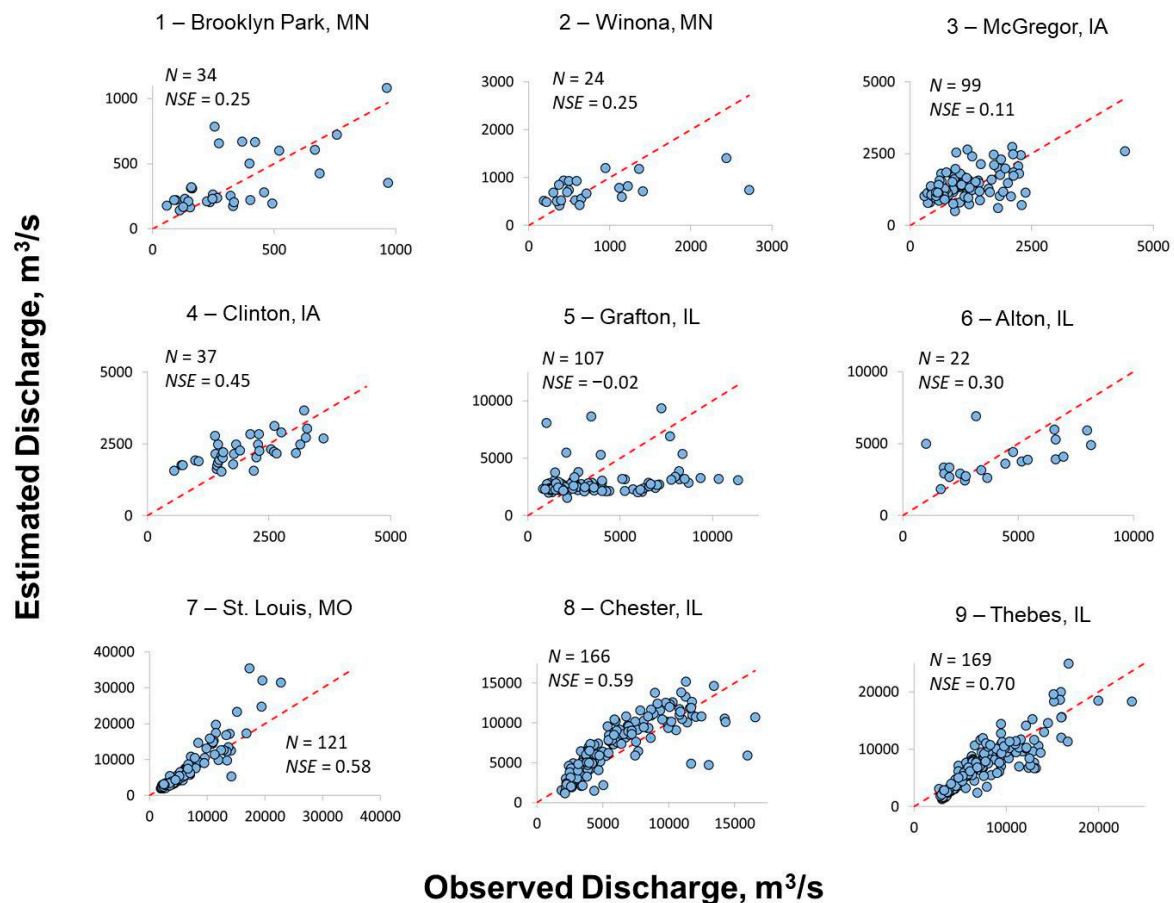 1 – Brooklyn Park, MN
N = 34
NSE = 0.25
1000
500
0
0 500 1000
2 – Winona, MN
N = 24
NSE = 0.25
3000
2000
1000
0
0 1000 2000 3000
3 – McGregor, IA
N = 99
NSE = 0.11
5000
2500
0
0 2500 5000
4 – Clinton, IA
N = 37
NSE = 0.45
5000
2500
0
0 2500 5000
5 – Grafton, IL
N = 107
NSE = −0.02
10000
5000
0
0 5000 10000
6 – Alton, IL
N = 22
NSE = 0.30
10000
5000
0
0 5000 10000
7 – St. Louis, MO
40000
30000
20000
10000
0
N = 121
NSE = 0.58
0 10000 20000 30000 40000
8 – Chester, IL
N = 166
NSE = 0.59
15000
10000
5000
0
0 5000 10000 15000
9 – Thebes, IL
N = 169
NSE = 0.70
20000
10000
0
0 10000 20000
Estimated Discharge, m³/s
Observed Discharge, m³/s